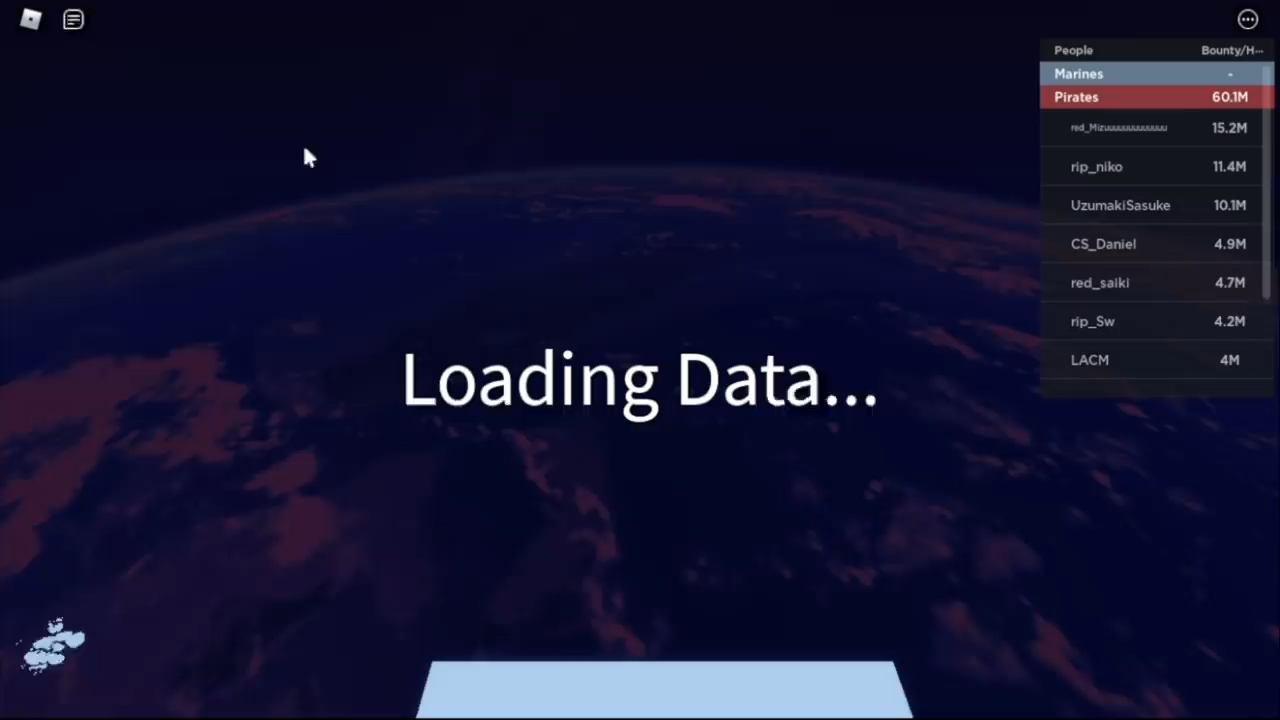 People Bounty/H...
Marines -
Pirates 60.1M
red_Mizuuuuuuuuuuuuu 15.2M
rip_niko 11.4M
UzumakiSasuke 10.1M
CS_Daniel 4.9M
red_saiki 4.7M
rip_Sw 4.2M
LACM 4M
Loading Data...